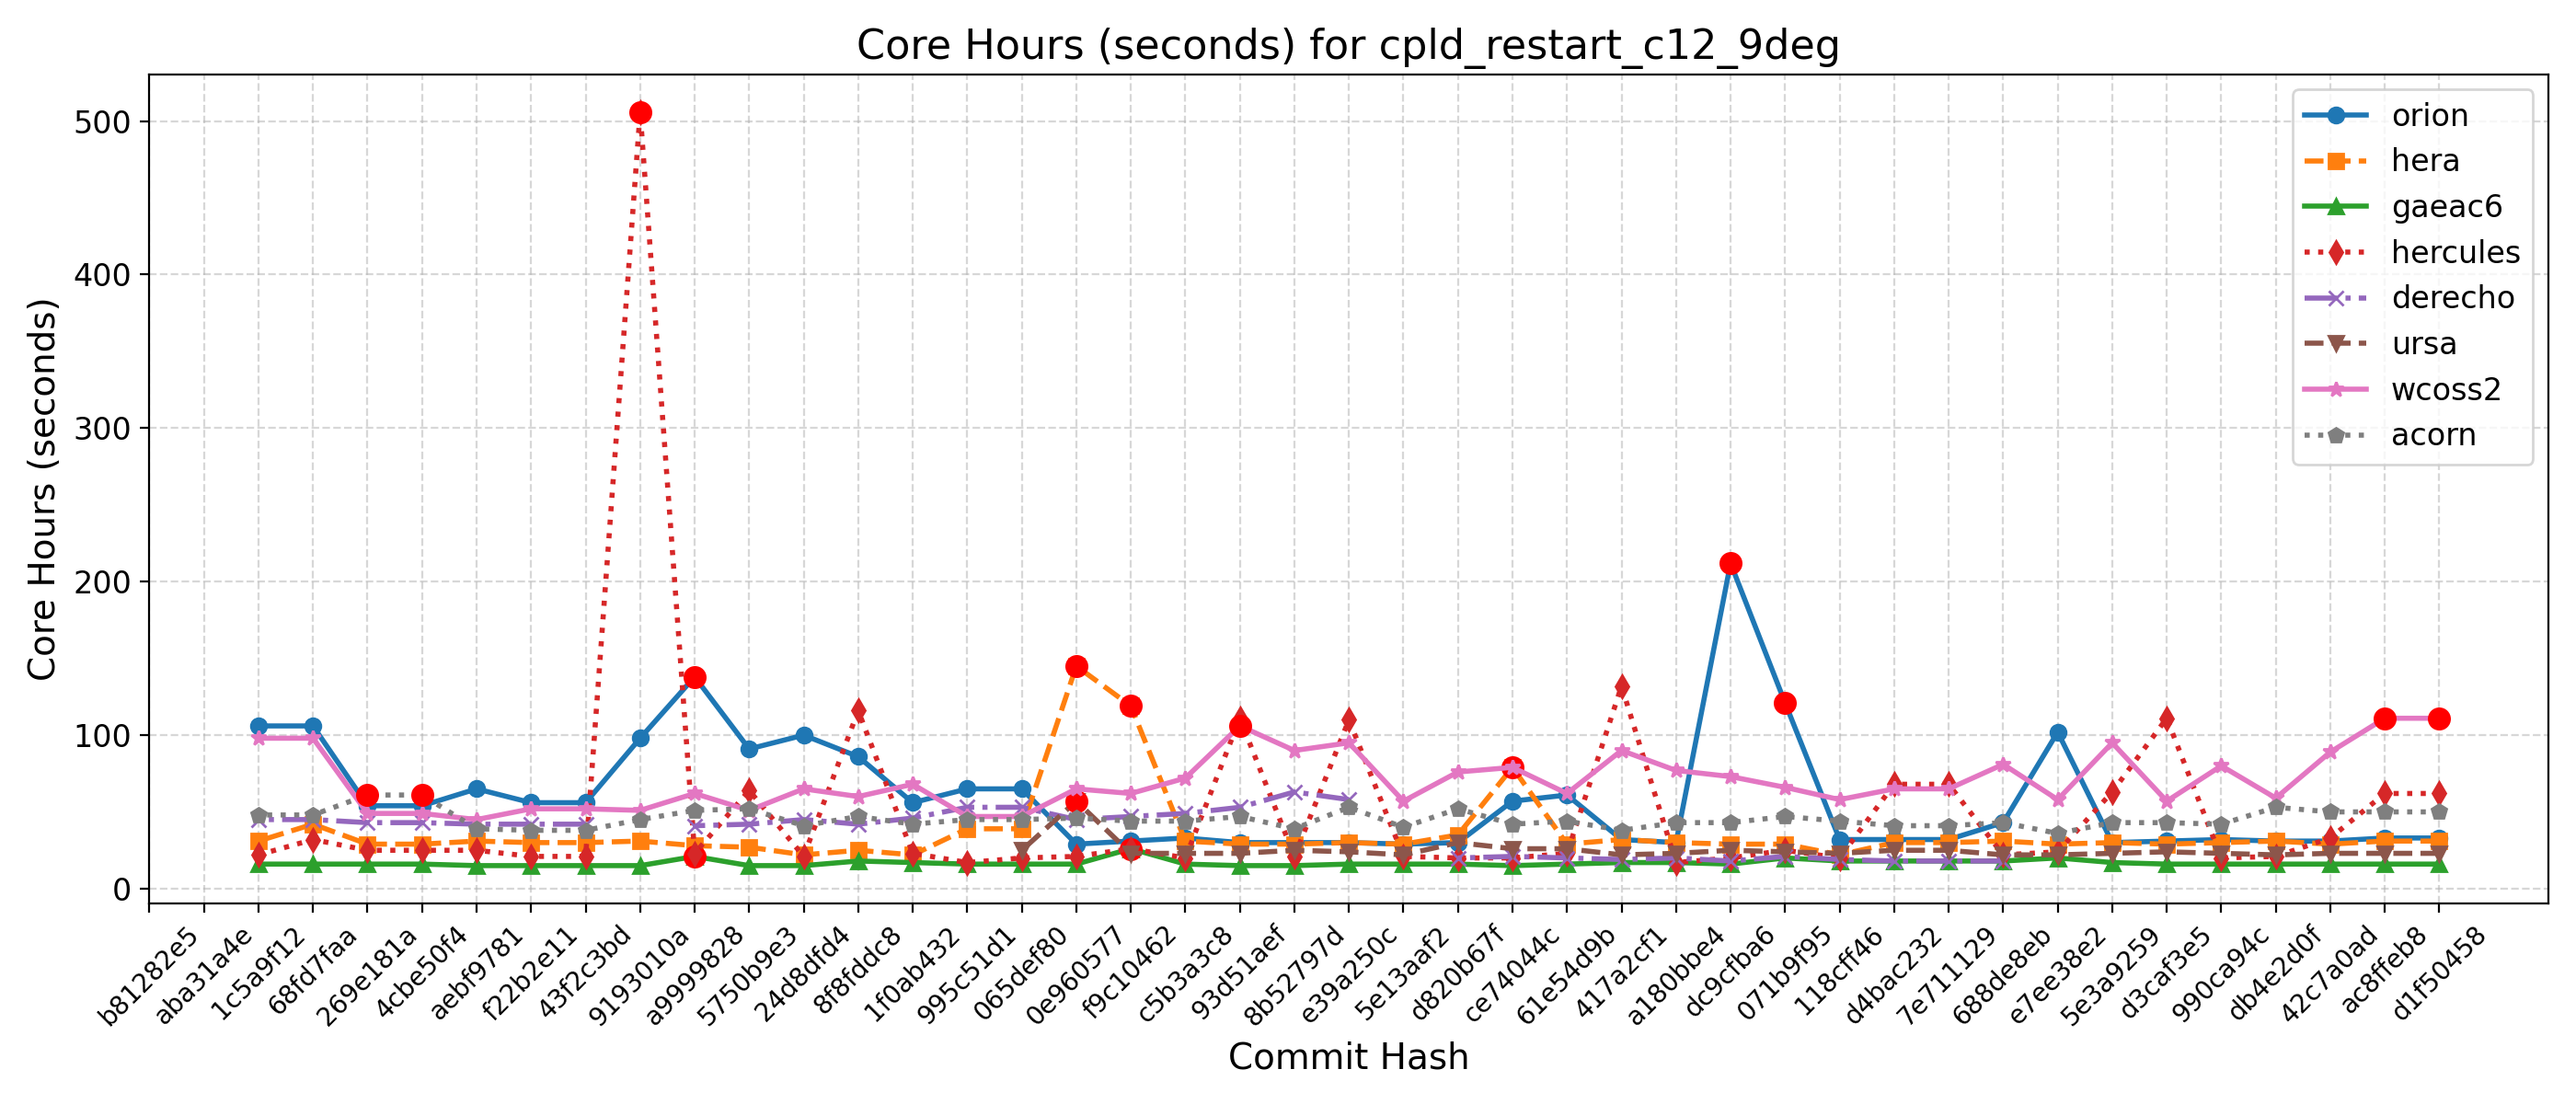 Core Hours (seconds) for cpld_restart_c12_9deg
Core Hours (seconds)
500
400
300
200
100
0
orion
hera
gaeac6
hercules
derecho
ursa
wcoss2
acorn
b81282e5
aba31a4e
1c5a9f12
68fd7faa
269e181a
4cbe50f4
aebf9781
f22b2e11
43f2c3bd
9193010a
a9999828
5750b9e3
24d8dfd4
8f8fddc8
1f0ab432
995c51d1
065def80
0e960577
f9c10462
c5b3a3c8
93d51aef
8b52797d
e39a250c
5e13aaf2
d820b67f
ce74044c
61e54d9b
417a2cf1
a180bbe4
dc9cfba6
071b9f95
118cff46
d4bac232
7e711129
688de8eb
e7ee38e2
5e3a9259
d3caf3e5
990ca94c
db4e2d0f
42c7a0ad
ac8ffeb8
d1f50458
Commit Hash